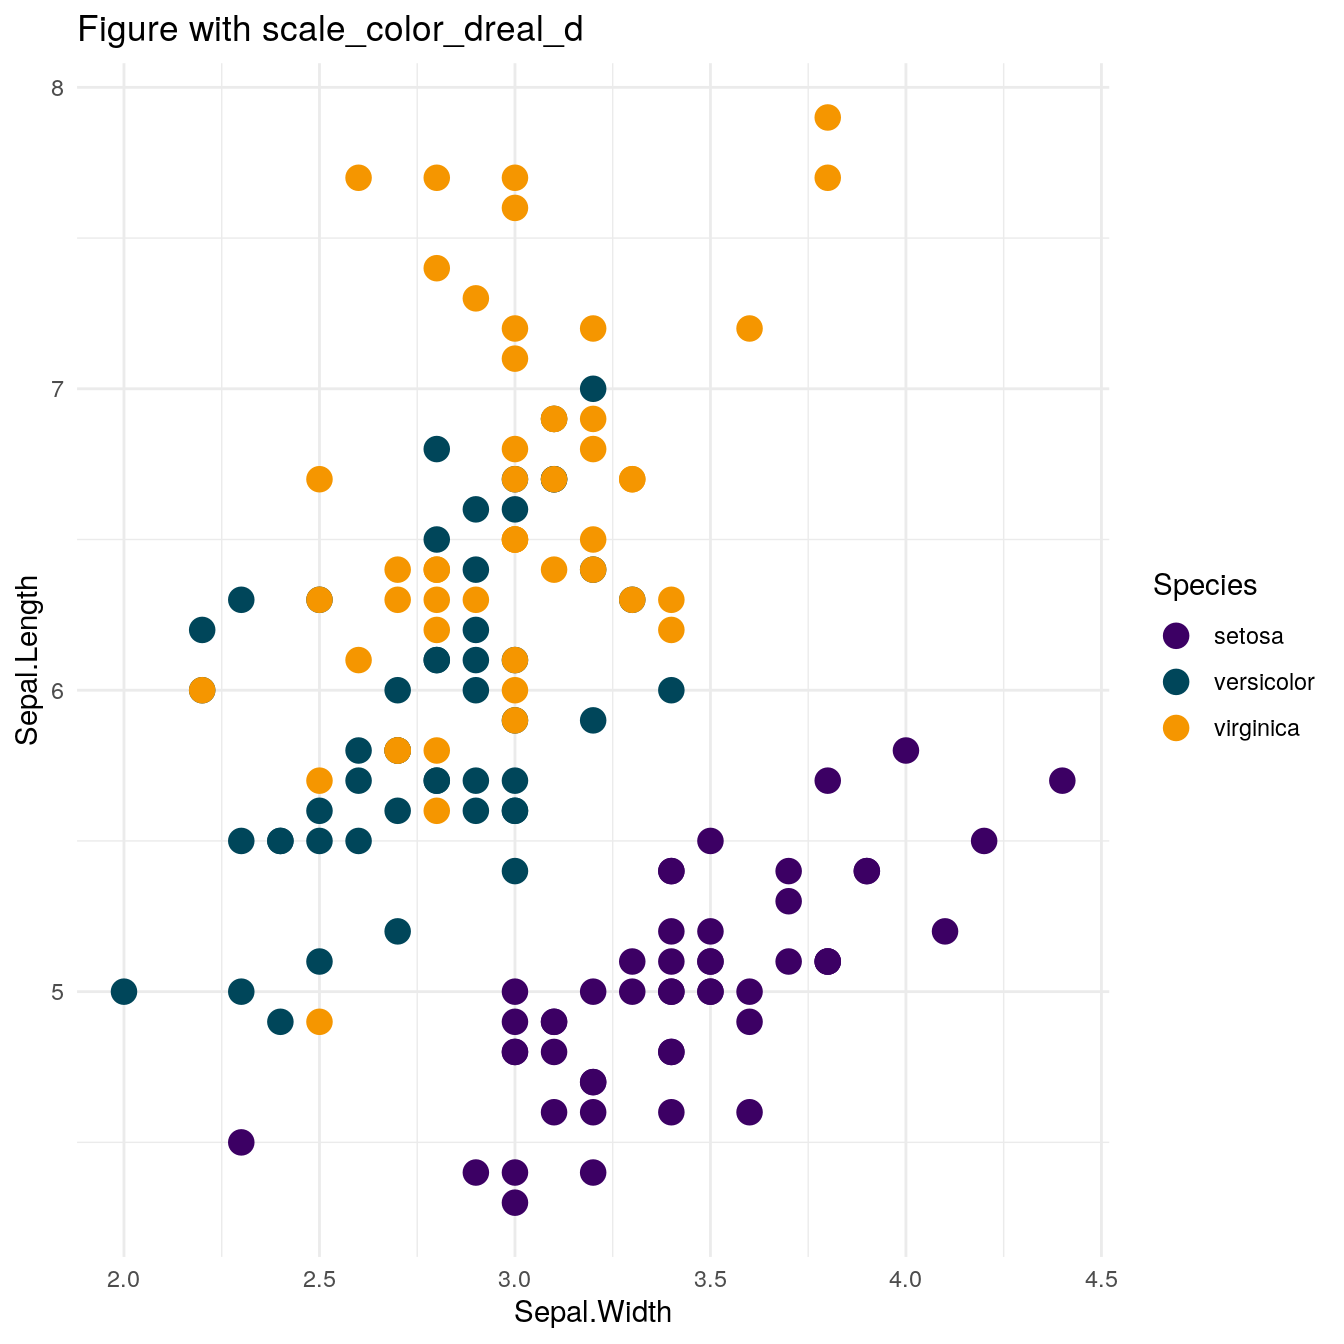 Figure with scale_color_dreal_d
8
7
6
5
Sepal.Length
2.0 2.5 3.0 3.5 4.0 4.5
Sepal.Width
Species
setosa
versicolor
virginica